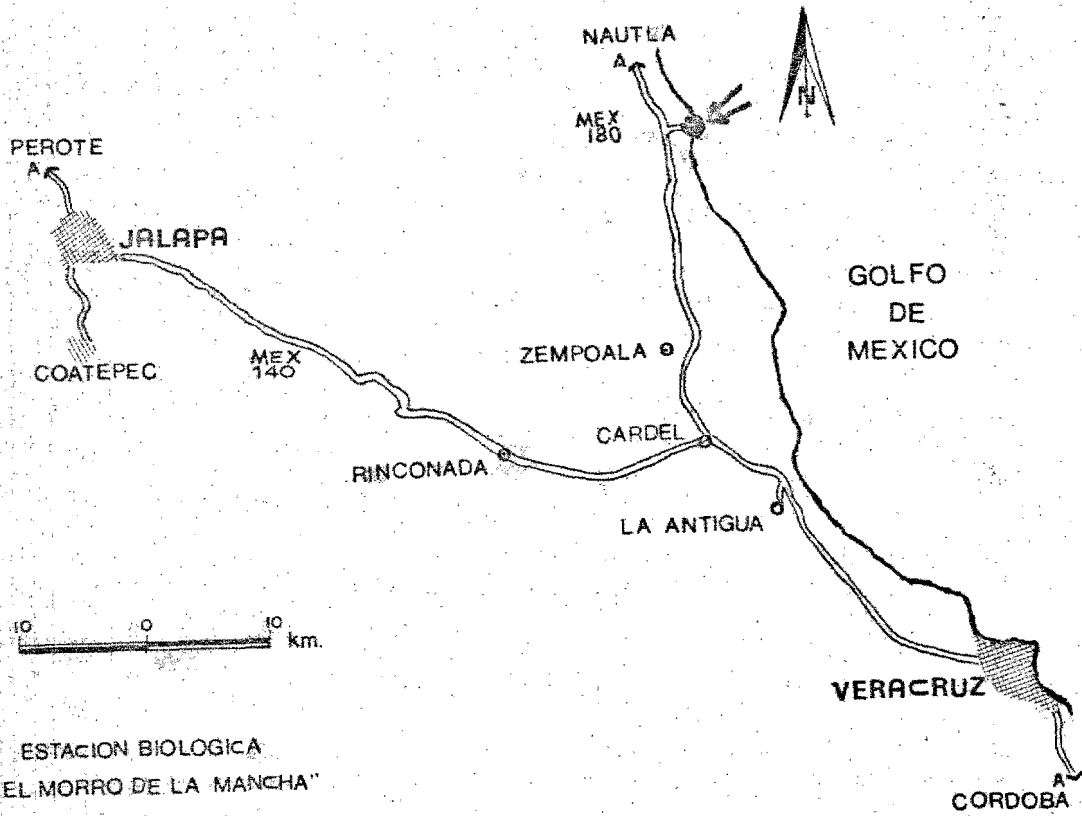 NAUTLA
A
N
MEX
180
PEROTE
A
JALAPA
GOLFO
DE
MEXICO
ZEMPOALA
MEX
140
COATEPEC
CARDEL
RINCONADA
LA ANTIGUA
10 0 10 km.
VERACRUZ
ESTACION BIOLOGICA
EL MORRO DE LA MANCHA"
A
CORDOBA